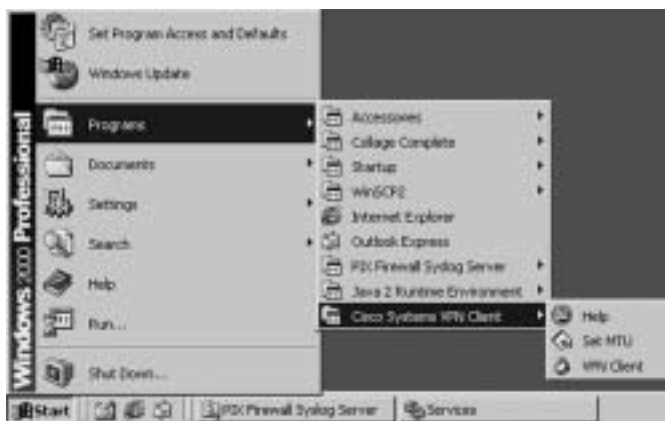 Set Program Access and Defaults
Windows Update
Programs
Documents
Settings
Search
Help
Run...
Shut Down...
Windows 2000 Professional
Accessories
Collage Complete
Startup
WinSCP2
Internet Explorer
Outlook Express
PIX Firewall Syslog Server
Java 2 Runtime Environment
Cisco Systems VPN Client
Help
Set MTU
VPN Client
Start
PIX Firewall Syslog Server
Services